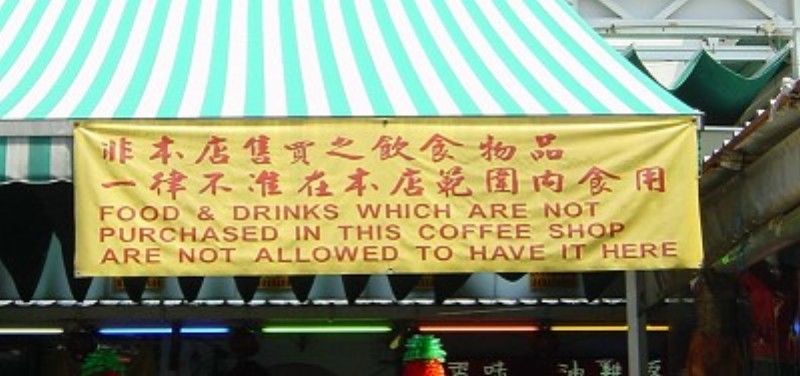 非本店售賣之飲食物品
一律不准在本店範圍內食用
FOOD & DRINKS WHICH ARE NOT
PURCHASED IN THIS COFFEE SHOP
ARE NOT ALLOWED TO HAVE IT HERE